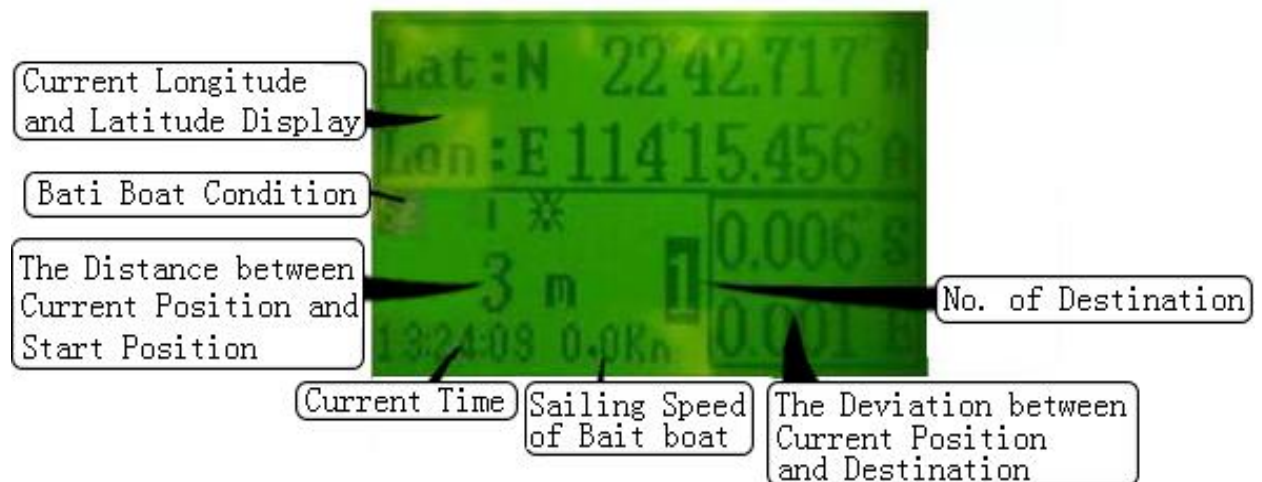 Lat:N 22°42.717' A
Lon:E 114°15.456' A
3 m 1
0.006' S
0.001' E
13:24:09 0.0Kn
Current Longitude
and Latitude Display
Bati Boat Condition
The Distance between
Current Position and
Start Position
Current Time
Sailing Speed
of Bait boat
The Deviation between
Current Position
and Destination
No. of Destination